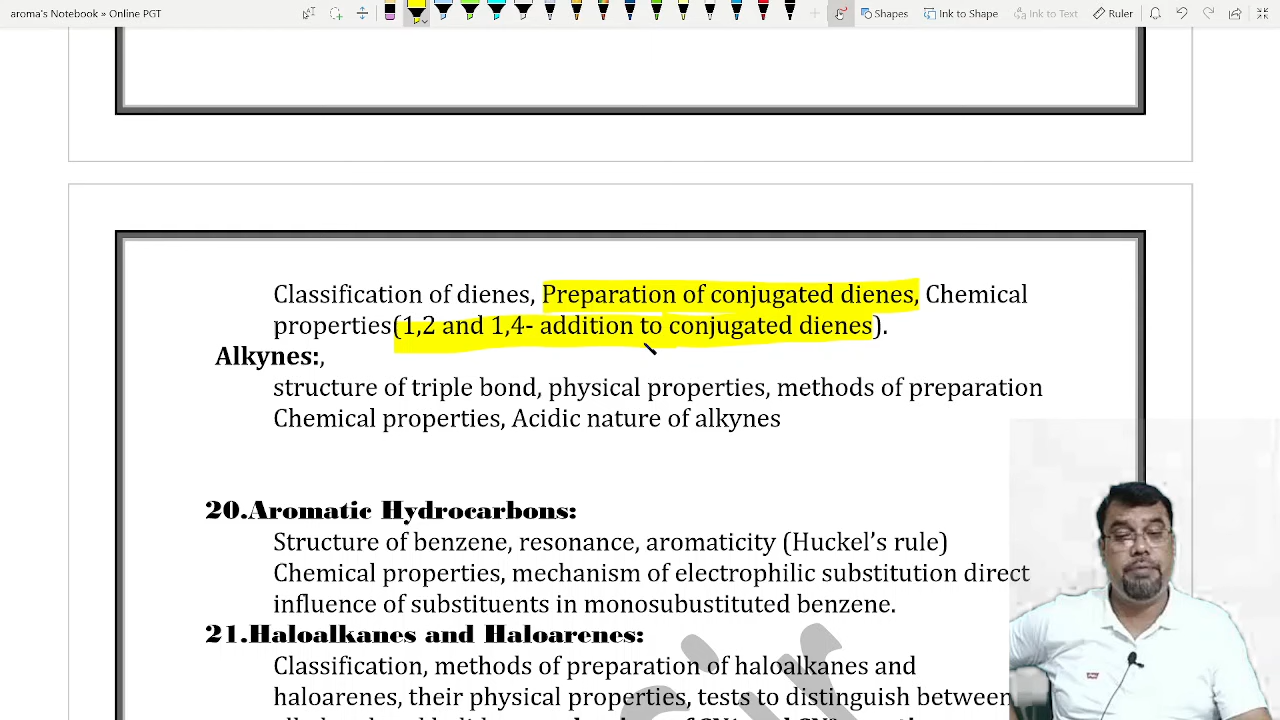 aroma's Notebook » Online PGT
Shapes
Ink to Shape
Ink to Text
Ruler
Classification of dienes, Preparation of conjugated dienes, Chemical
properties(1,2 and 1,4- addition to conjugated dienes).
Alkynes:,
structure of triple bond, physical properties, methods of preparation
Chemical properties, Acidic nature of alkynes
20.Aromatic Hydrocarbons:
Structure of benzene, resonance, aromaticity (Huckel’s rule)
Chemical properties, mechanism of electrophilic substitution direct
influence of substituents in monosubustituted benzene.
21.Haloalkanes and Haloarenes:
Classification, methods of preparation of haloalkanes and
haloarenes, their physical properties, tests to distinguish between